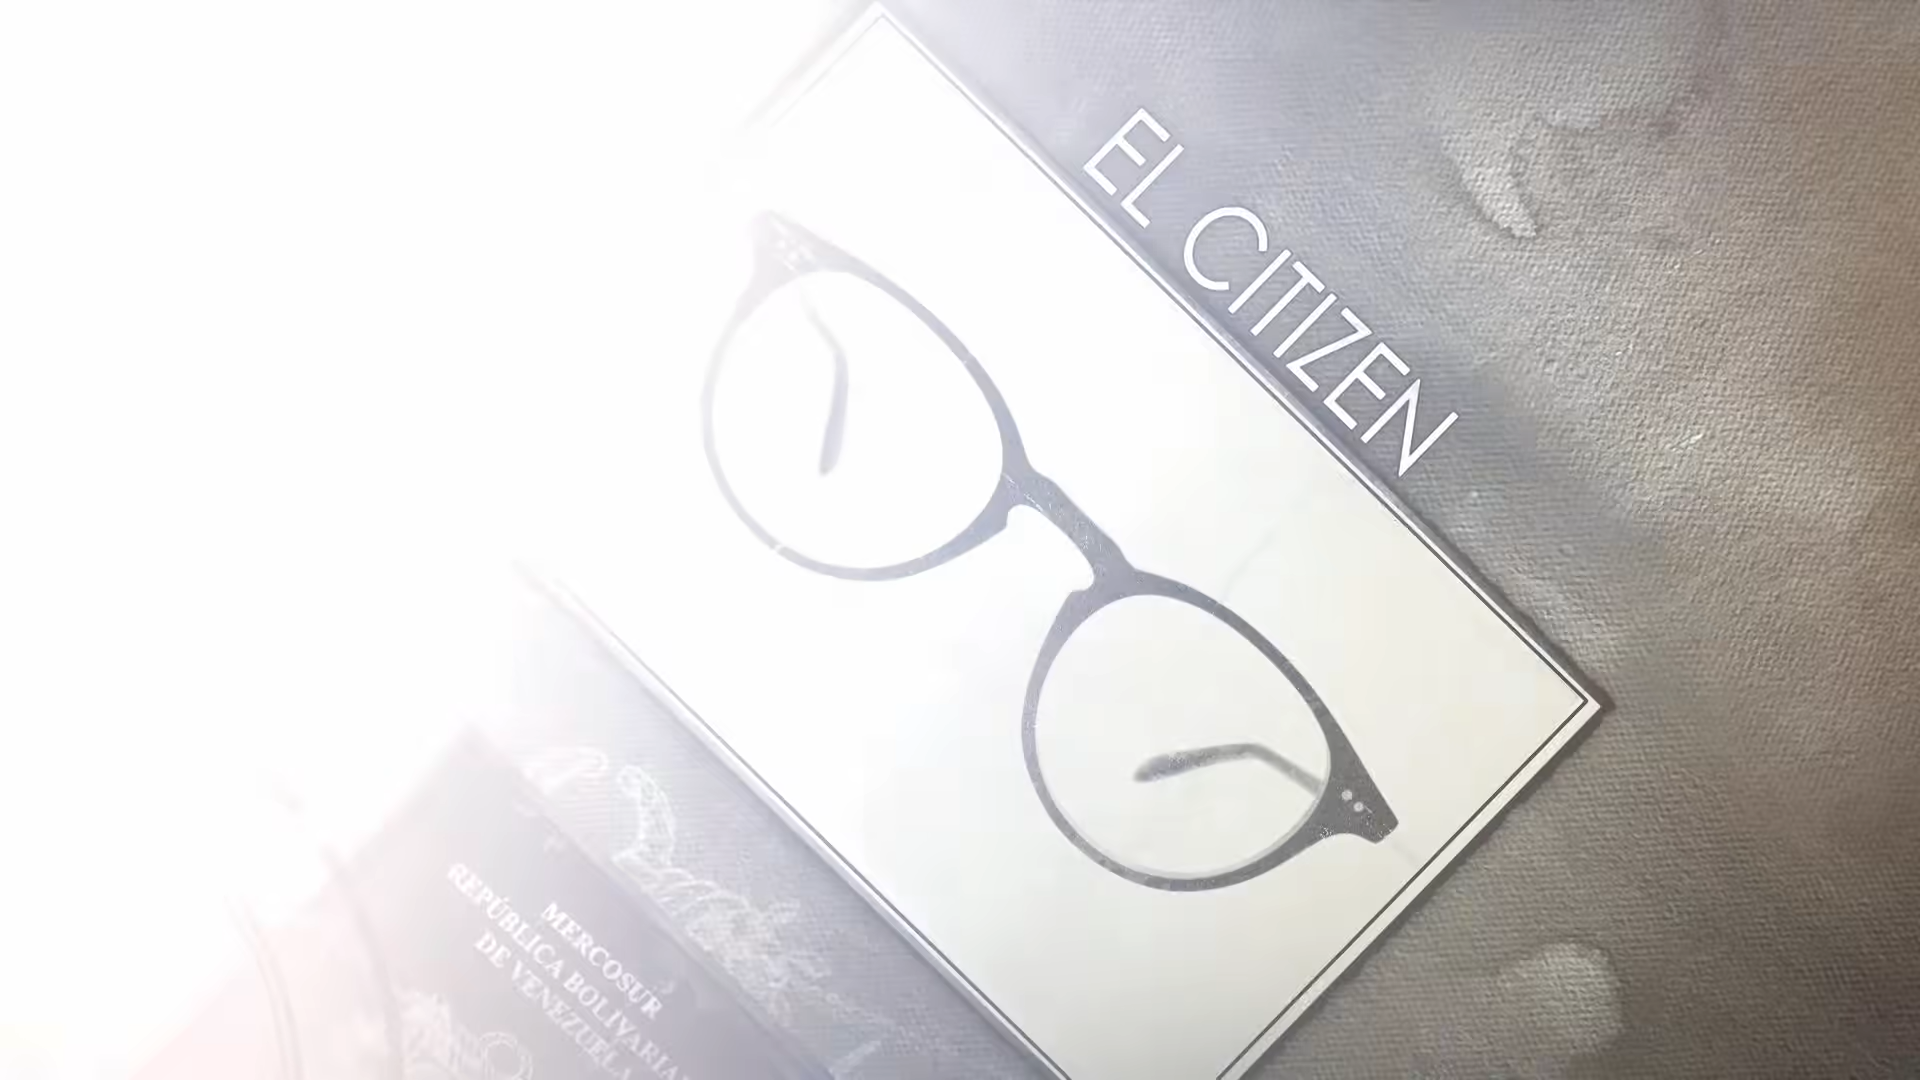 EL CITIZEN
MERCOSUR
REPÚBLICA BOLIVARIANA
DE VENEZUELA